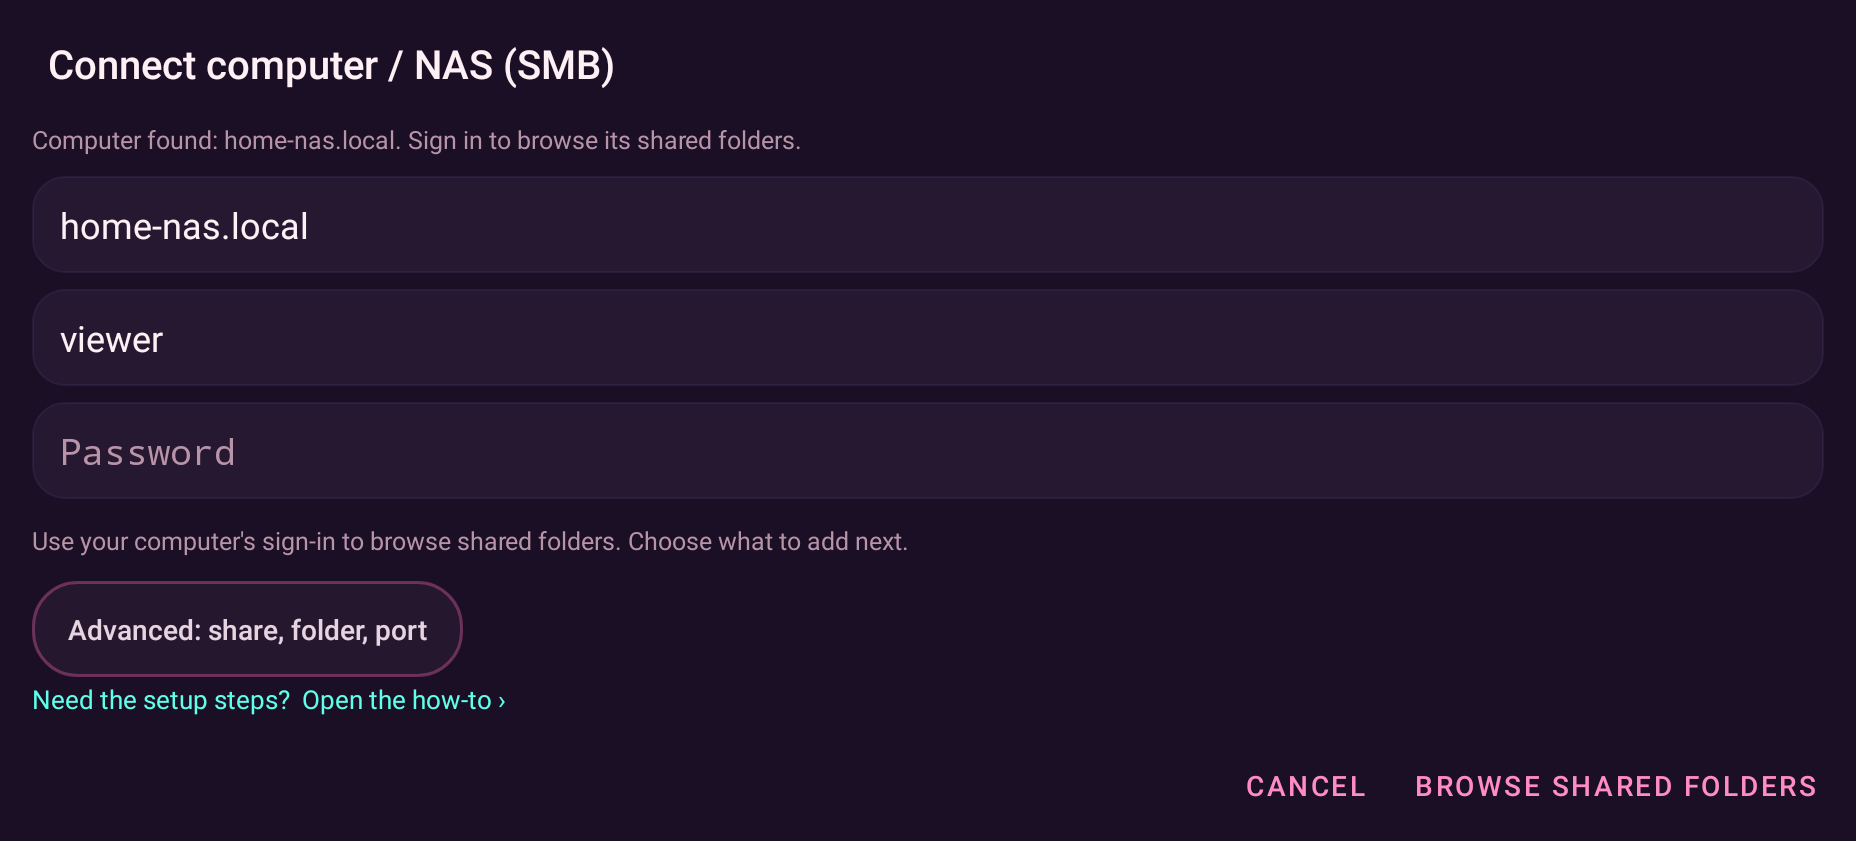 Connect computer / NAS (SMB)
Computer found: home-nas.local. Sign in to browse its shared folders.
home-nas.local
viewer
Password
Use your computer's sign-in to browse shared folders. Choose what to add next.
Advanced: share, folder, port
Need the setup steps? Open the how-to ›
CANCEL BROWSE SHARED FOLDERS